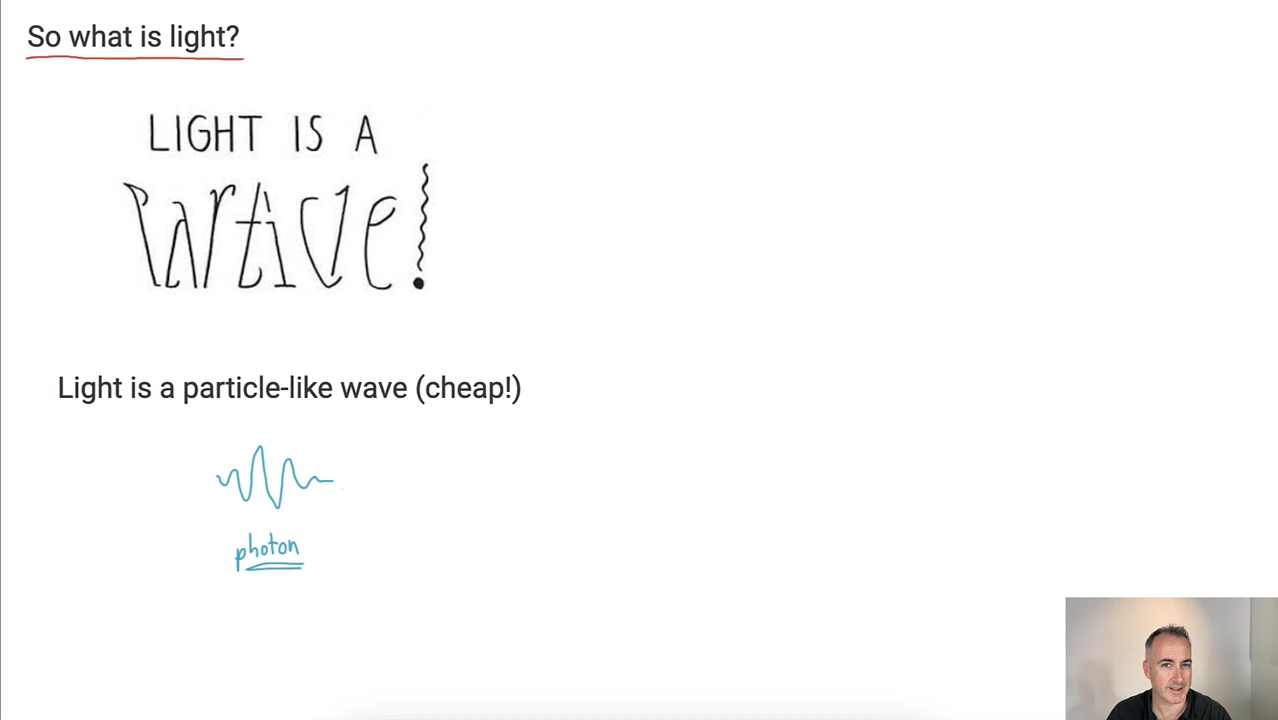 So what is light?
LIGHT IS A
Particle!
Light is a particle-like wave (cheap!)
photon